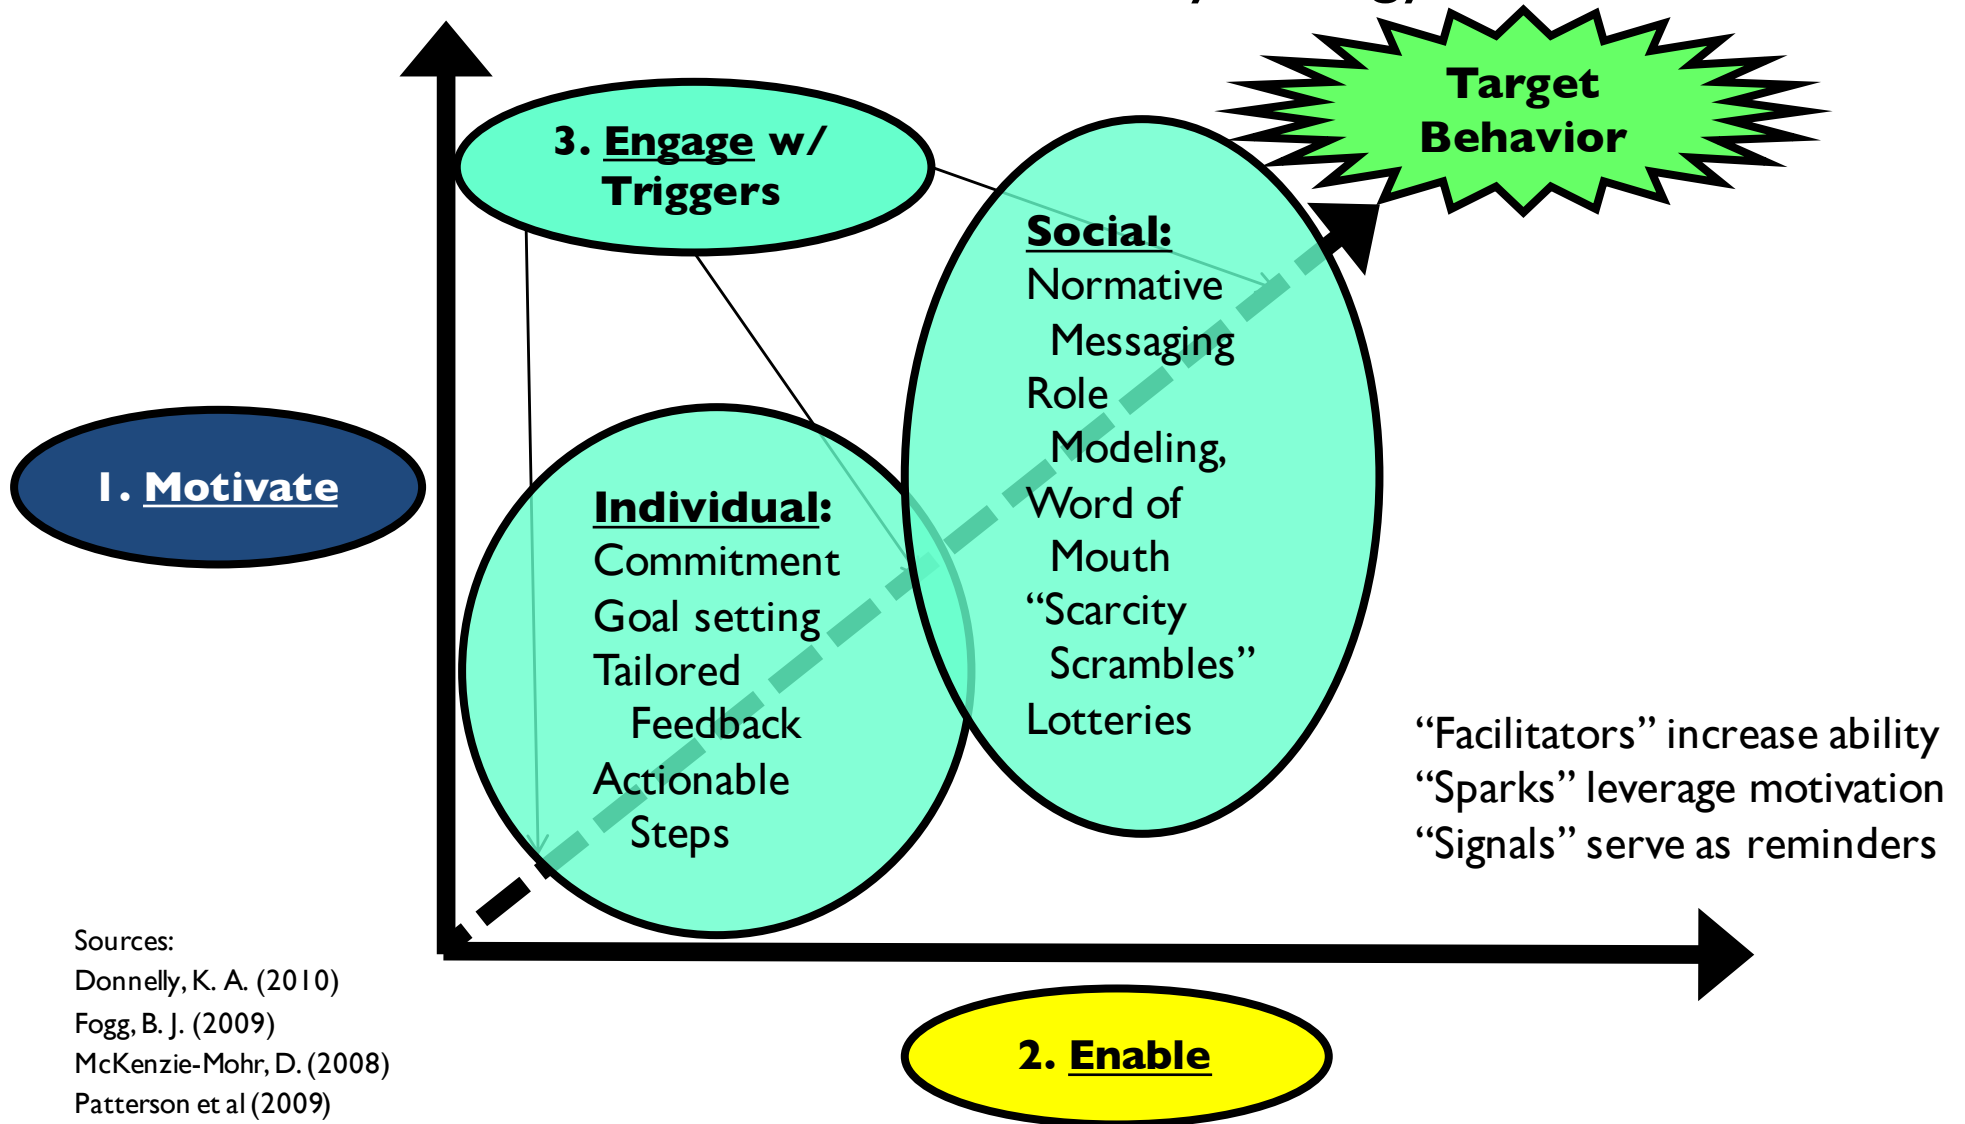 Target
Behavior
3. Engage w/
Triggers
Social:
Normative
Messaging
Role
Modeling,
Word of
Mouth
“Scarcity
Scrambles”
Lotteries
1. Motivate
Individual:
Commitment
Goal setting
Tailored
Feedback
Actionable
Steps
“Facilitators” increase ability
“Sparks” leverage motivation
“Signals” serve as reminders
Sources:
Donnelly, K. A. (2010)
Fogg, B. J. (2009)
McKenzie-Mohr, D. (2008)
Patterson et al (2009)
2. Enable